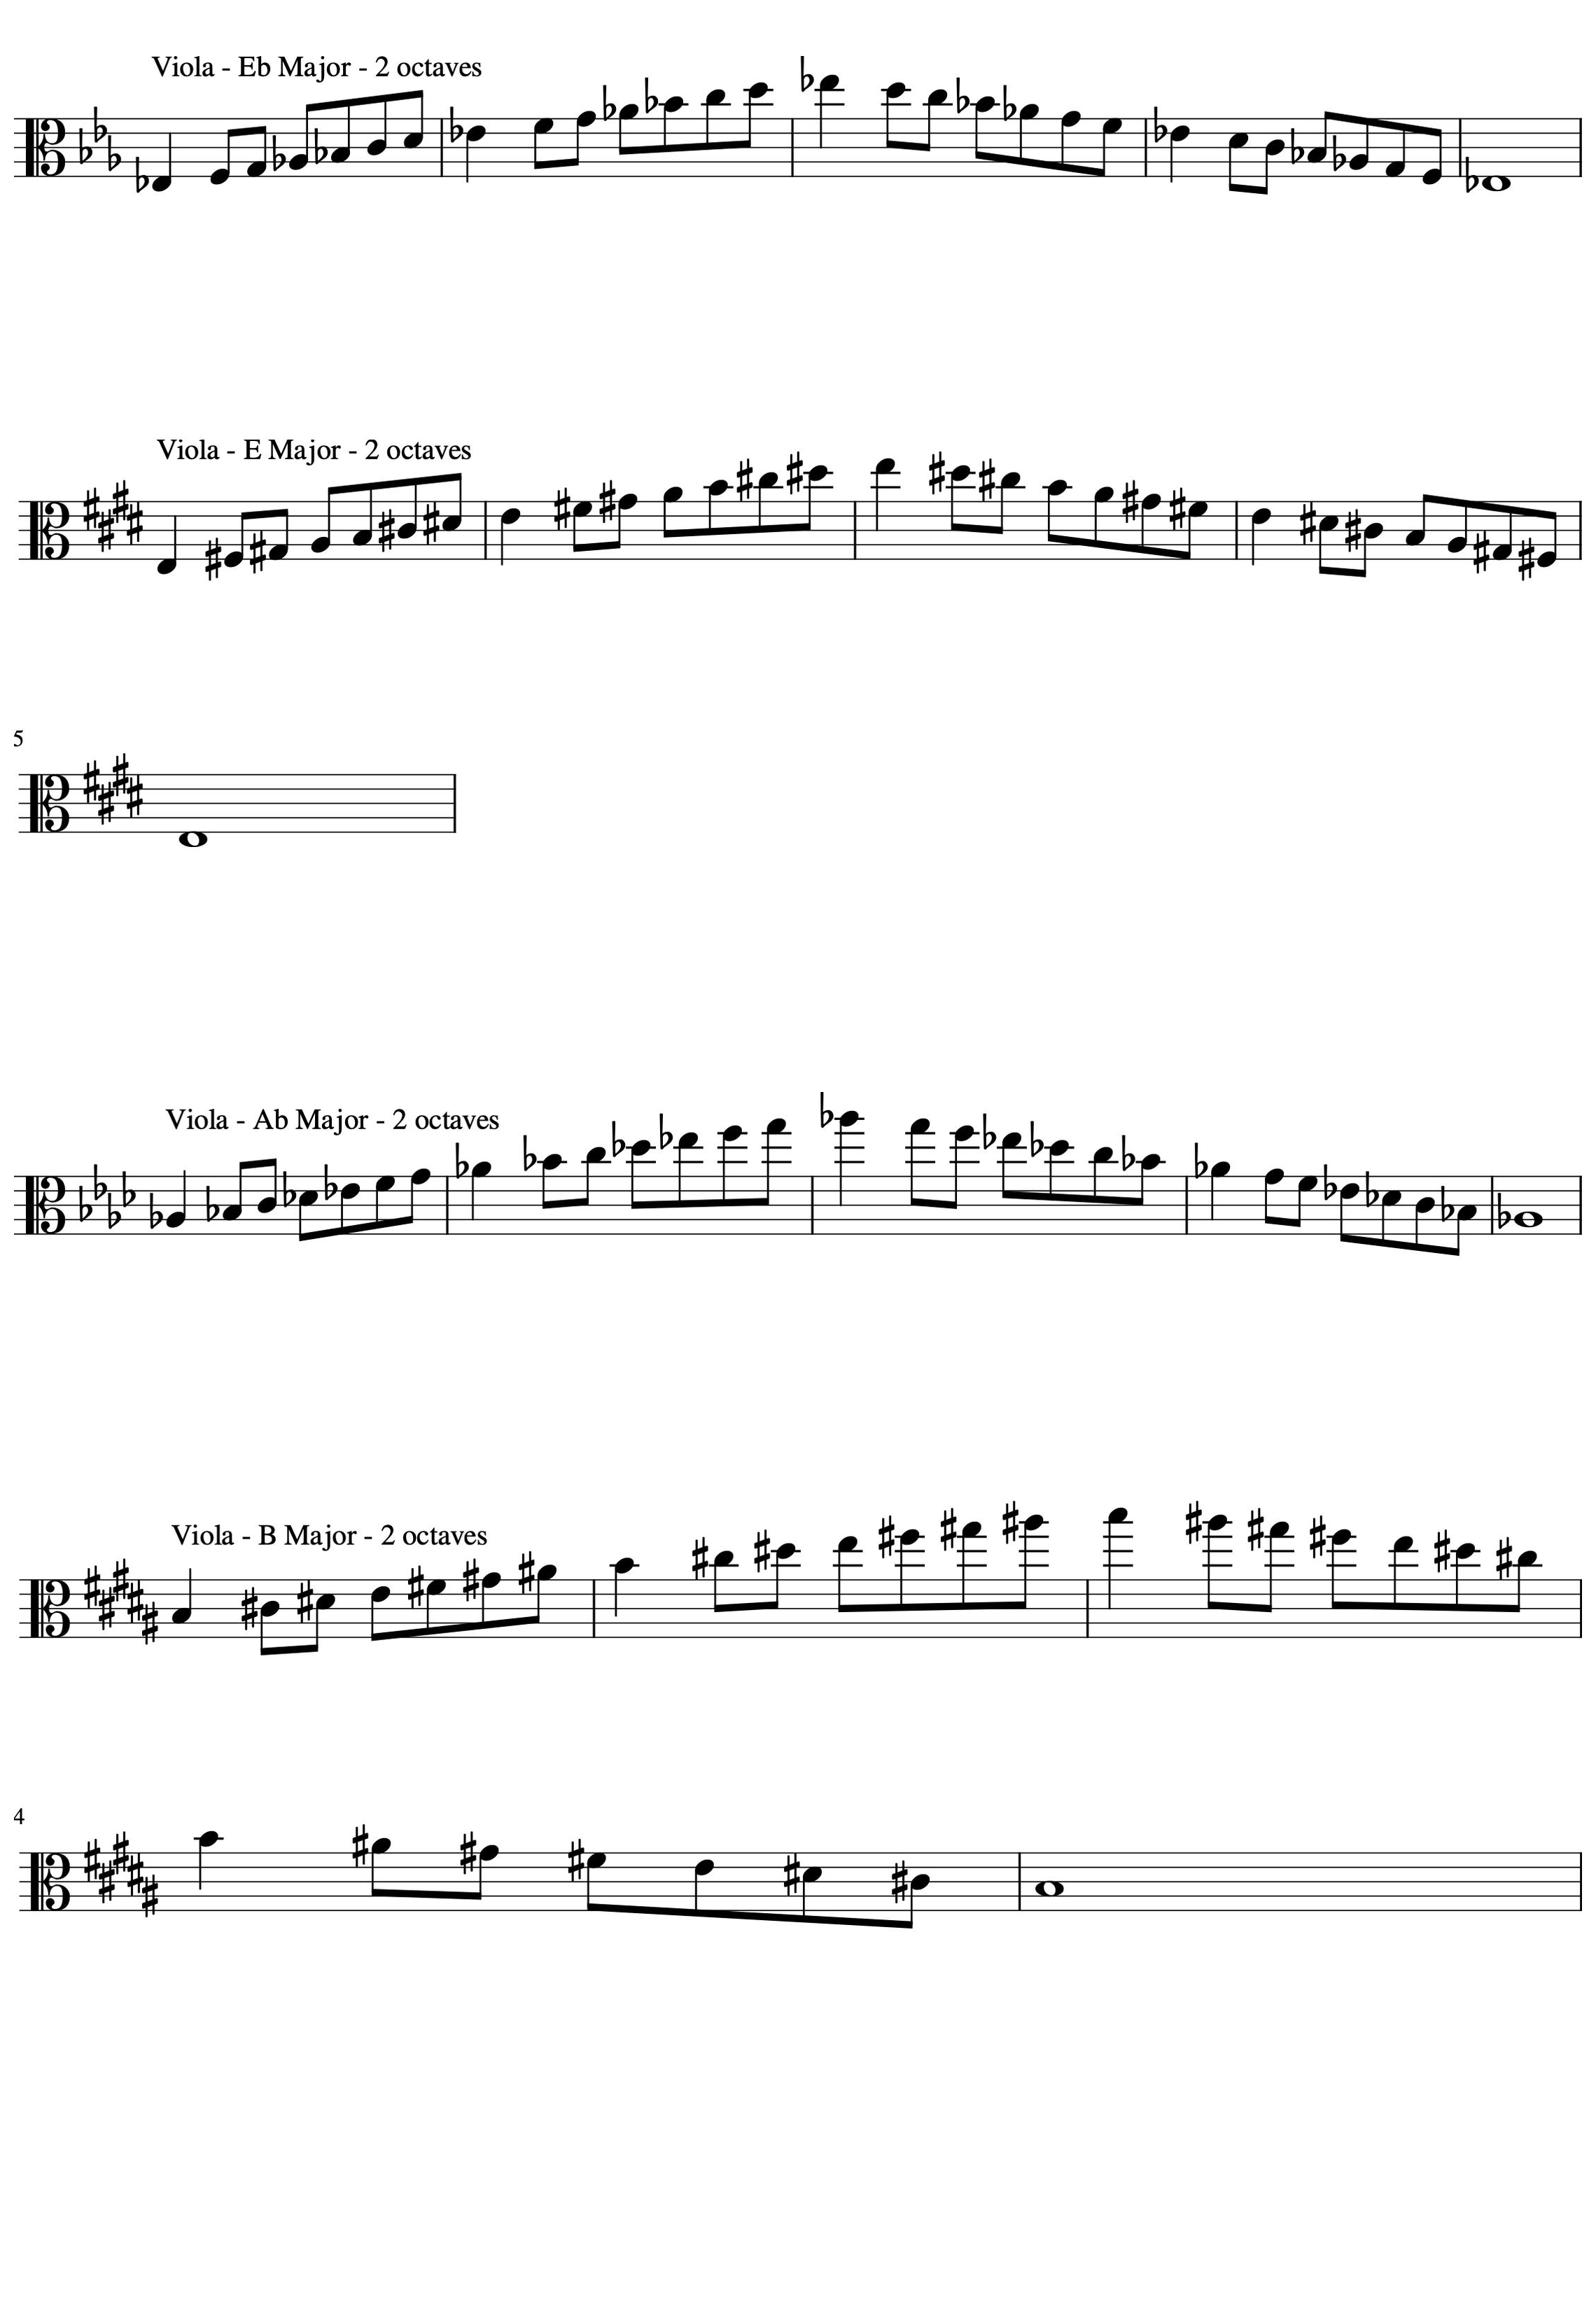 Viola - Eb Major - 2 octaves
Viola - E Major - 2 octaves
5
Viola - Ab Major - 2 octaves
Viola - B Major - 2 octaves
4